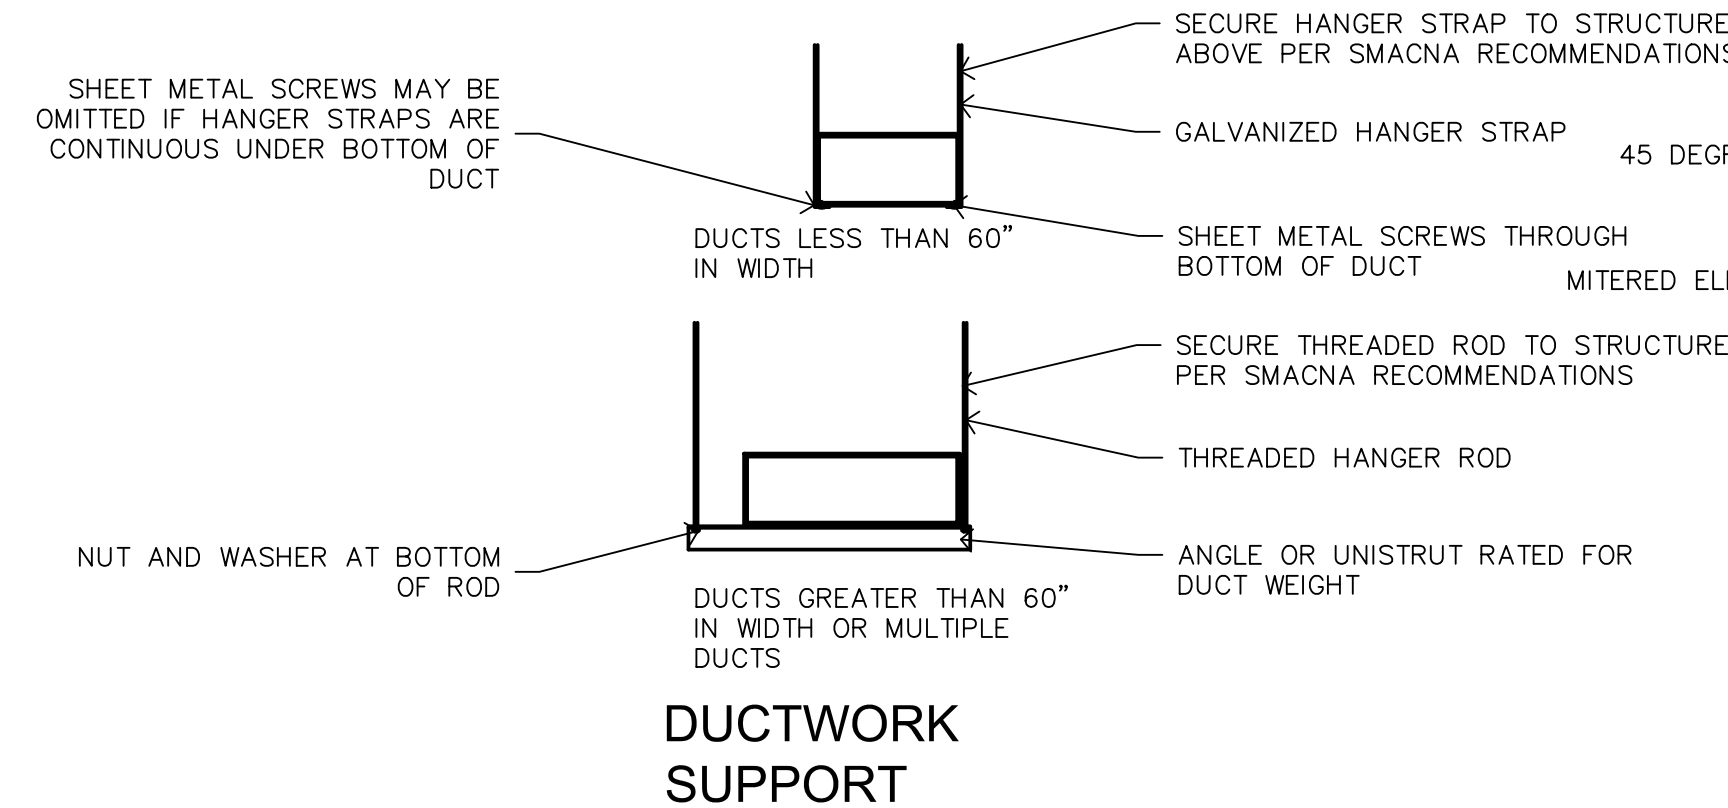 SECURE HANGER STRAP TO STRUCTURE
ABOVE PER SMACNA RECOMMENDATIONS
SHEET METAL SCREWS MAY BE
OMITTED IF HANGER STRAPS ARE
CONTINUOUS UNDER BOTTOM OF
DUCT
GALVANIZED HANGER STRAP
45
DUCTS LESS THAN 60”
IN WIDTH
SHEET METAL SCREWS THROUGH
BOTTOM OF DUCT
MITERED
SECURE THREADED ROD TO STRUCTURE
PER SMACNA RECOMMENDATIONS
THREADED HANGER ROD
NUT AND WASHER AT BOTTOM
OF ROD
ANGLE OR UNISTRUT RATED FOR
DUCT WEIGHT
DUCTS GREATER THAN 60”
IN WIDTH OR MULTIPLE
DUCTS
DUCTWORK
SUPPORT